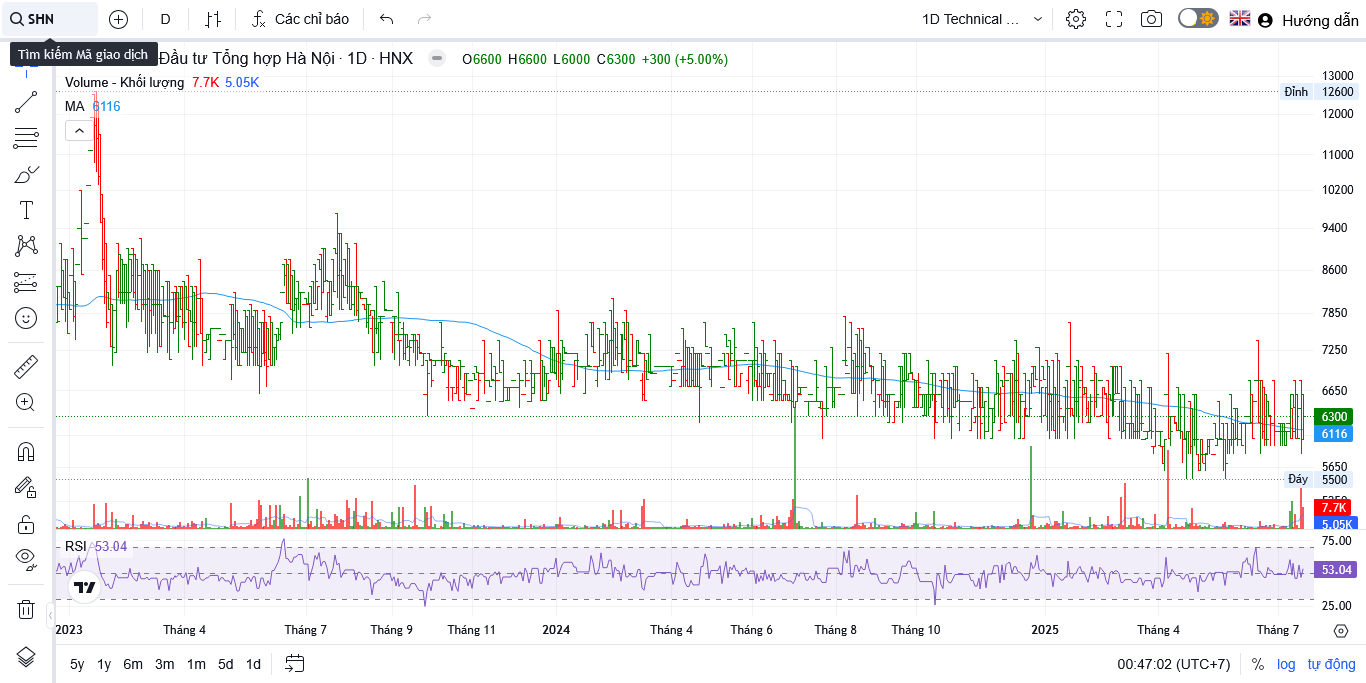 SHN D Các chỉ báo 1D Technical ... Hướng dẫn
Tìm kiếm Mã giao dịch
Đầu tư Tổng hợp Hà Nội · 1D · HNX O6600 H6600 L6000 C6300 +300 (+5.00%)
Volume - Khối lượng 7.7K 5.05K
MA 6116
13000
Đỉnh 12600
12000
11000
10200
9400
8600
7850
7250
6650
6300
6116
5650
Đáy 5500
7.7K
5.05K
RSI 53.04
75.00
53.04
25.00
2023 Tháng 4 Tháng 7 Tháng 9 Tháng 11 2024 Tháng 4 Tháng 6 Tháng 8 Tháng 10 2025 Tháng 4 Tháng 7
5y 1y 6m 3m 1m 5d 1d 00:47:02 (UTC+7) % log tự động